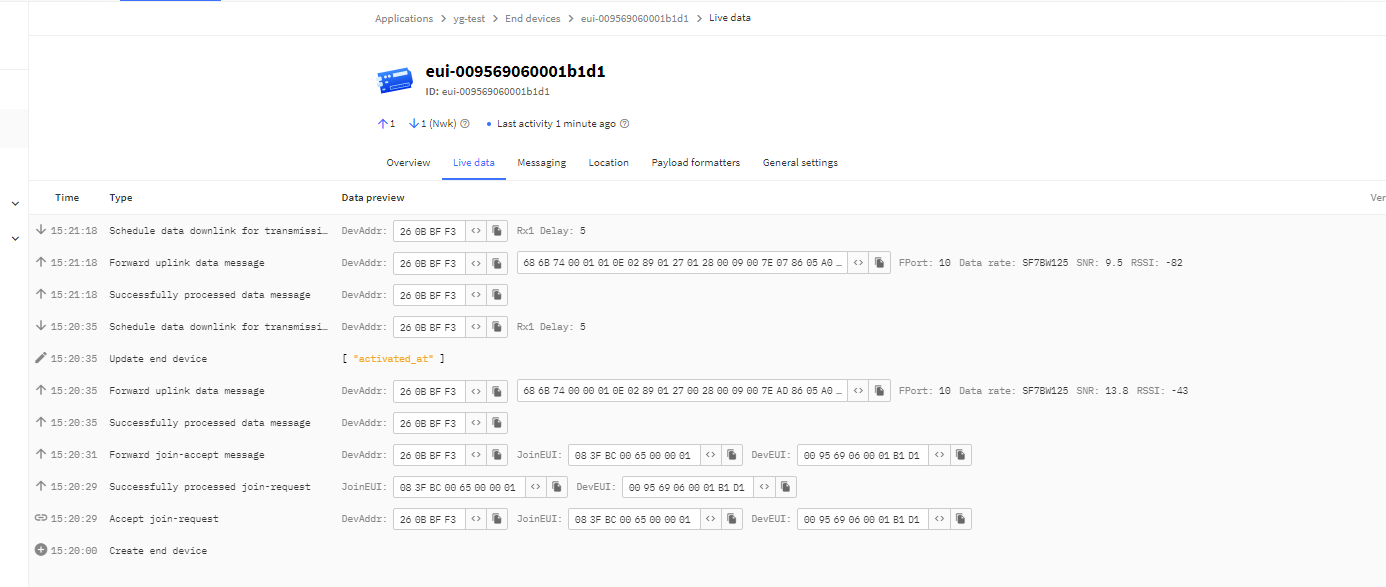 Applications > yg-test > End devices > eui-009569060001b1d1 > Live data
eui-009569060001b1d1
ID: eui-009569060001b1d1
1 1 (Nwk) • Last activity 1 minute ago
Overview Live data Messaging Location Payload formatters General settings
Time Type Data preview Ver
15:21:18 Schedule data downlink for transmissi… DevAddr: 26 0B BF F3 <> Rx1 Delay: 5
15:21:18 Forward uplink data message DevAddr: 26 0B BF F3 <> 68 6B 74 00 01 01 0E 02 89 01 27 01 28 00 09 00 7E 07 86 05 A0 … <> FPort: 10 Data rate: SF7BW125 SNR: 9.5 RSSI: -82
15:21:18 Successfully processed data message DevAddr: 26 0B BF F3 <>
15:20:35 Schedule data downlink for transmissi… DevAddr: 26 0B BF F3 <> Rx1 Delay: 5
15:20:35 Update end device [ "activated_at" ]
15:20:35 Forward uplink data message DevAddr: 26 0B BF F3 <> 68 6B 74 00 00 01 0E 02 89 01 27 00 28 00 09 00 7E AD 86 05 A0 … <> FPort: 10 Data rate: SF7BW125 SNR: 13.8 RSSI: -43
15:20:35 Successfully processed data message DevAddr: 26 0B BF F3 <>
15:20:31 Forward join-accept message DevAddr: 26 0B BF F3 <> JoinEUI: 08 3F BC 00 65 00 00 01 <> DevEUI: 00 95 69 06 00 01 B1 D1 <>
15:20:29 Successfully processed join-request JoinEUI: 08 3F BC 00 65 00 00 01 <> DevEUI: 00 95 69 06 00 01 B1 D1 <>
15:20:29 Accept join-request DevAddr: 26 0B BF F3 <> JoinEUI: 08 3F BC 00 65 00 00 01 <> DevEUI: 00 95 69 06 00 01 B1 D1 <>
15:20:00 Create end device